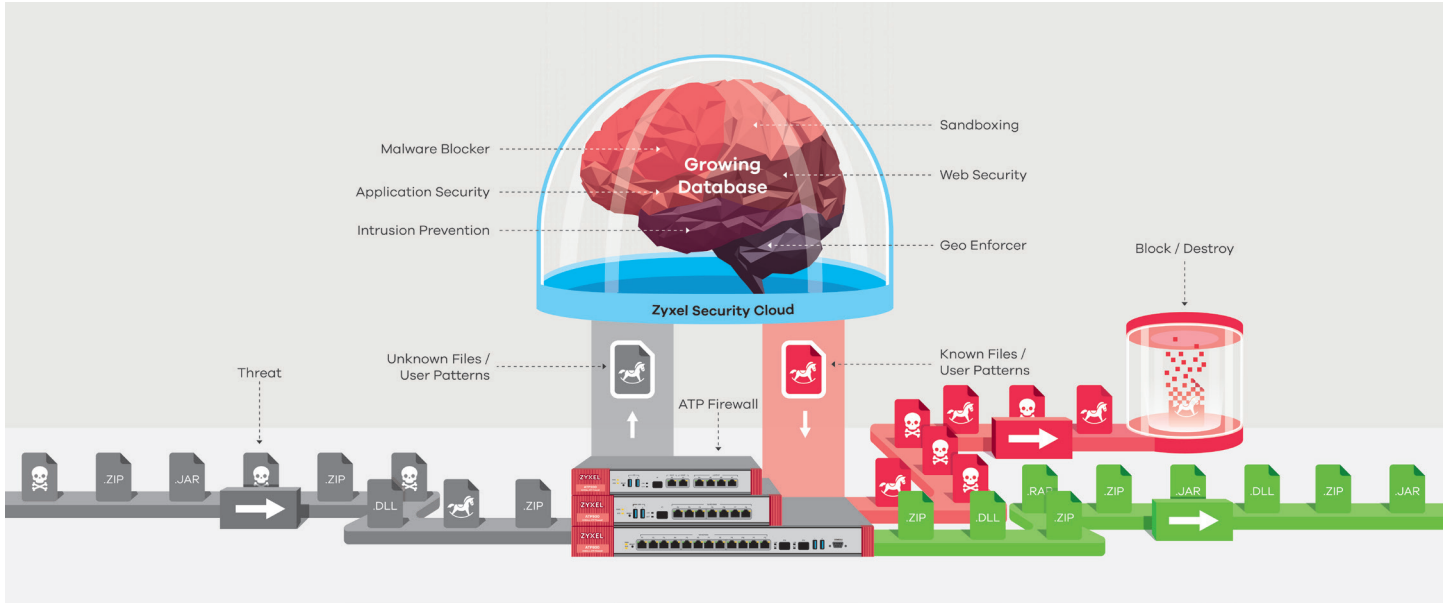 Growing
Database
Malware Blocker
Application Security
Intrusion Prevention
Sandboxing
Web Security
Geo Enforcer
Zyxel Security Cloud
Block / Destroy
Unknown Files /
User Patterns
Known Files /
User Patterns
Threat
ATP Firewall
.ZIP
.JAR
.ZIP
.DLL
.ZIP
ZYXEL
ZYXEL
ZYXEL
.ZIP
.DLL
.RAR
.ZIP
.ZIP
.JAR
.DLL
.ZIP
.JAR